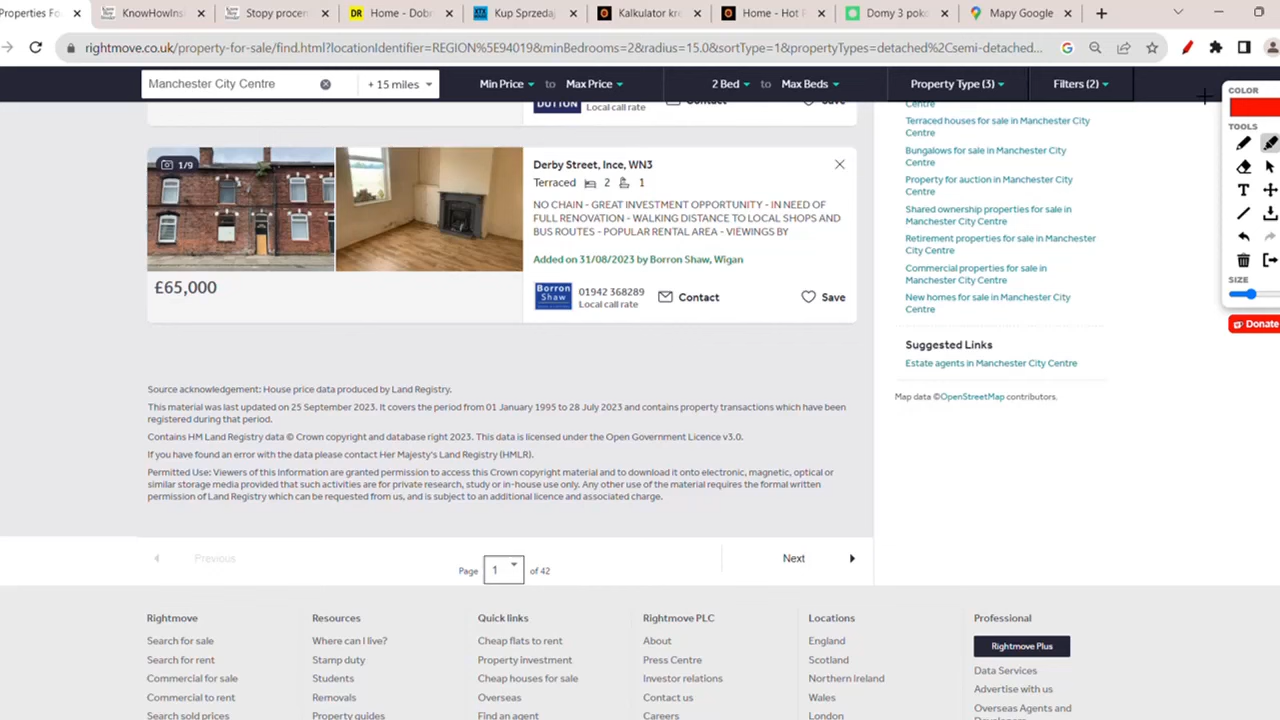 Properties Fo
KnowHowInsi
Stopy procen
Home - Dobr
Kup Sprzedaj
Kalkulator kre
Home - Hot
Domy 3 poko
Mapy Google
rightmove.co.uk/property-for-sale/find.html?locationIdentifier=REGION%5E94019&minBedrooms=2&radius=15.0&sortType=1&propertyTypes=detached%2Csemi-detached...
Manchester City Centre
+ 15 miles
Min Price
to
Max Price
2 Bed
to
Max Beds
Property Type (3)
Filters (2)
DUTTON
Local call rate
Contact
Save
1/9
£65,000
Derby Street, Ince, WN3
Terraced 2 1
NO CHAIN - GREAT INVESTMENT OPPORTUNITY - IN NEED OF
FULL RENOVATION - WALKING DISTANCE TO LOCAL SHOPS AND
BUS ROUTES - POPULAR RENTAL AREA - VIEWINGS BY
Added on 31/08/2023 by Borron Shaw, Wigan
Borron
Shaw
01942 368289
Local call rate
Contact
Save
Centre
Terraced houses for sale in Manchester City
Centre
Bungalows for sale in Manchester City
Centre
Property for auction in Manchester City
Centre
Shared ownership properties for sale in
Manchester City Centre
Retirement properties for sale in Manchester
City Centre
Commercial properties for sale in
Manchester City Centre
New homes for sale in Manchester City
Centre
Suggested Links
Estate agents in Manchester City Centre
Map data ©OpenStreetMap contributors.
COLOR
TOOLS
T
SIZE
Donate
Source acknowledgement: House price data produced by Land Registry.
This material was last updated on 25 September 2023. It covers the period from 01 January 1995 to 28 July 2023 and contains property transactions which have been
registered during that period.
Contains HM Land Registry data © Crown copyright and database right 2023. This data is licensed under the Open Government Licence v3.0.
If you have found an error with the data please contact Her Majesty's Land Registry (HMLR).
Permitted Use: Viewers of this Information are granted permission to access this Crown copyright material and to download it onto electronic, magnetic, optical or
similar storage media provided that such activities are for private research, study or in-house use only. Any other use of the material requires the formal written
permission of Land Registry which can be requested from us, and is subject to an additional licence and associated charge.
Previous
Page 1 of 42
Next
Rightmove
Search for sale
Search for rent
Commercial for sale
Commercial to rent
Search sold prices
Resources
Where can I live?
Stamp duty
Students
Removals
Property guides
Quick links
Cheap flats to rent
Property investment
Cheap houses for sale
Overseas
Find an agent
Rightmove PLC
About
Press Centre
Investor relations
Contact us
Careers
Locations
England
Scotland
Northern Ireland
Wales
London
Professional
Rightmove Plus
Data Services
Advertise with us
Overseas Agents and